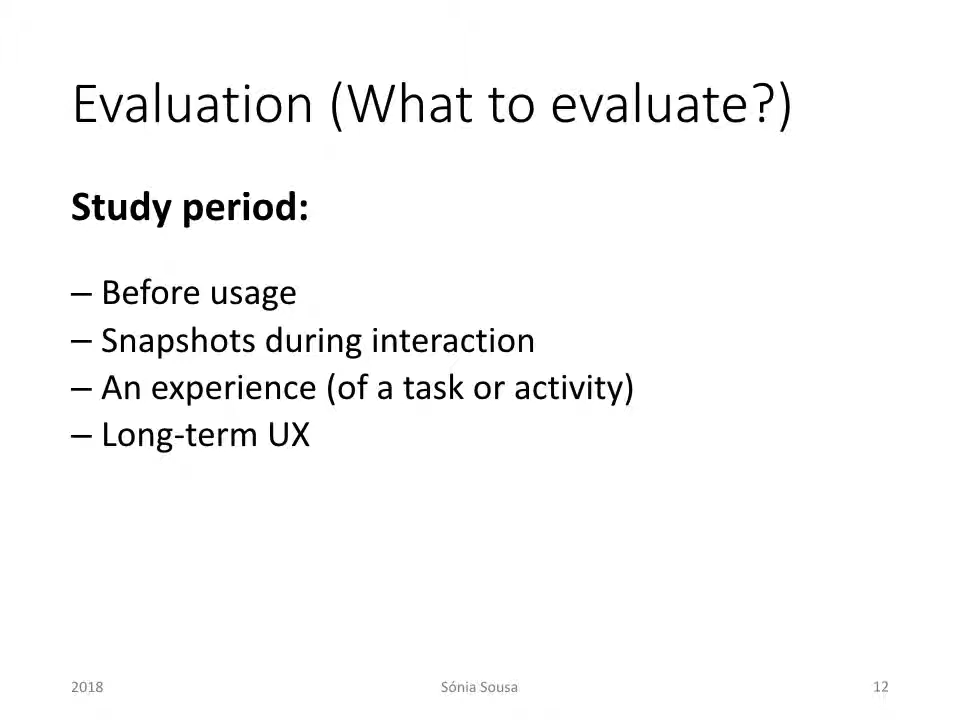 Evaluation (What to evaluate?)
Study period:
– Before usage
– Snapshots during interaction
– An experience (of a task or activity)
– Long-term UX
2018
Sónia Sousa
12